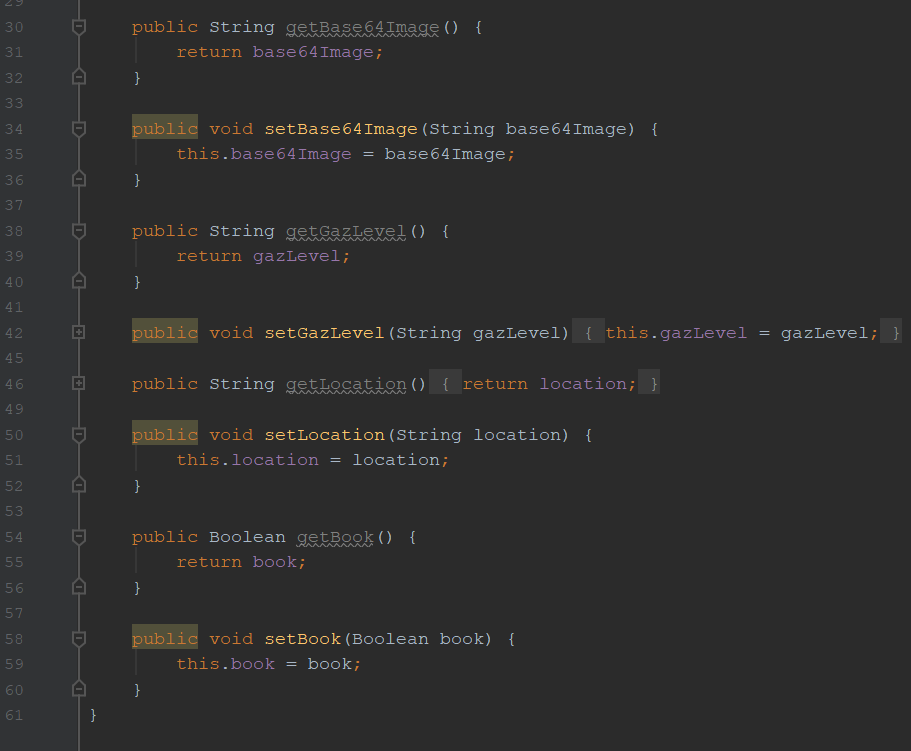 29
30 public String getBase64Image() {
31 return base64Image;
32 }
33
34 public void setBase64Image(String base64Image) {
35 this.base64Image = base64Image;
36 }
37
38 public String getGazLevel() {
39 return gazLevel;
40 }
41
42 public void setGazLevel(String gazLevel) { this.gazLevel = gazLevel; }
45
46 public String getLocation() { return location; }
49
50 public void setLocation(String location) {
51 this.location = location;
52 }
53
54 public Boolean getBook() {
55 return book;
56 }
57
58 public void setBook(Boolean book) {
59 this.book = book;
60 }
61 }